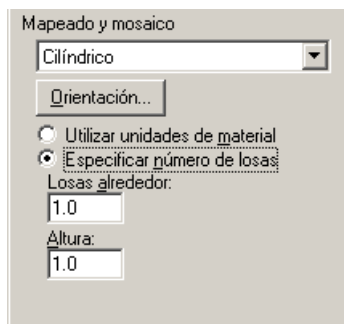 Mapeado y mosaico
Cilíndrico
Orientación...
Utilizar unidades de material
Especificar número de losas
Losas alrededor:
1.0
Altura:
1.0